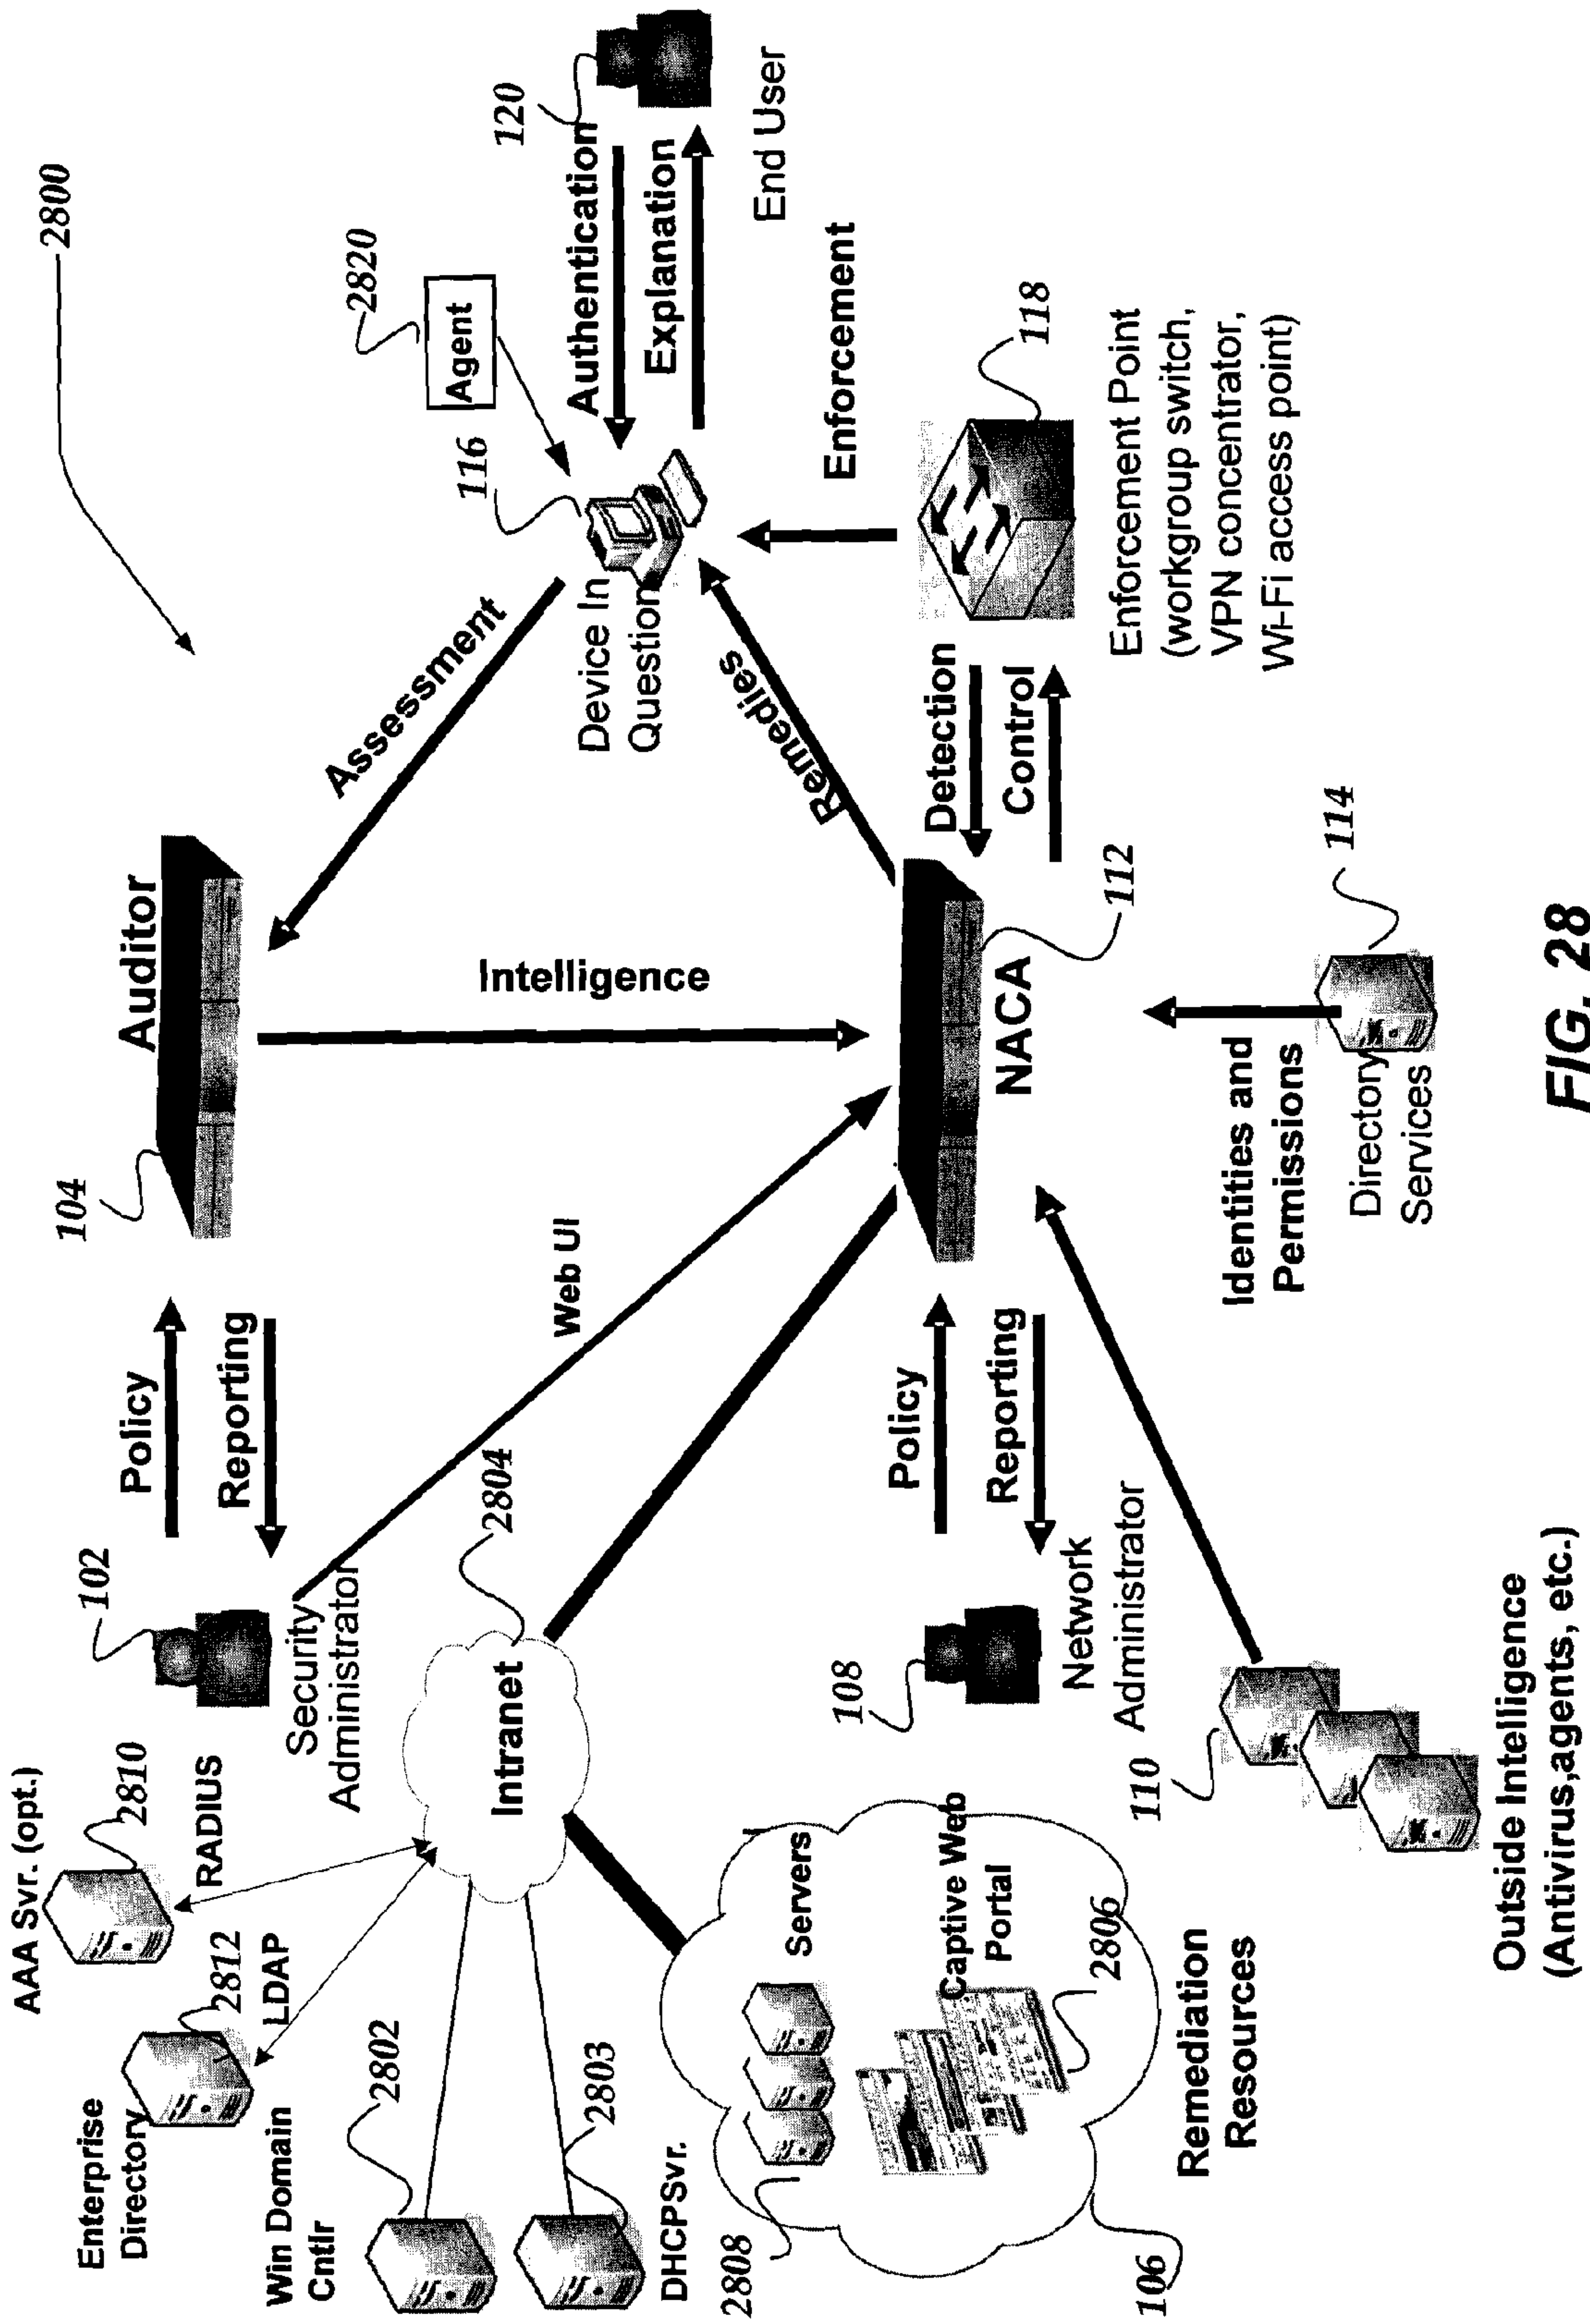 2800
AAA Svr. (opt.)
2810
RADIUS
Enterprise
Directory
2812
LDAP
Win Domain
Cntlr
2802
2803
DHCPSvr.
102
Security
Administrator
Policy
Reporting
104
Auditor
Assessment
2820
Agent
116
Device In
Question
120
Authentication
Explanation
End User
Intranet
2804
Web UI
Intelligence
Remedies
Enforcement
2808
Servers
Captive Web
Portal
2806
106
Remediation
Resources
108
Network
Administrator
Policy
Reporting
NACA
112
Detection
Control
118
Enforcement Point
(workgroup switch,
VPN concentrator,
Wi-Fi access point)
110
Outside Intelligence
(Antivirus,agents, etc.)
Identities and
Permissions
Directory
Services
114
FIG. 28